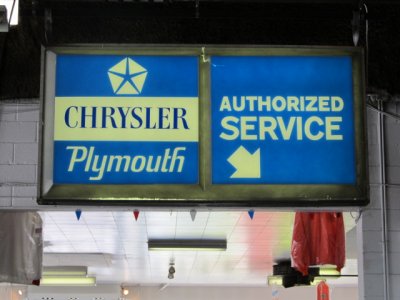 CHRYSLER
Plymouth
AUTHORIZED
SERVICE